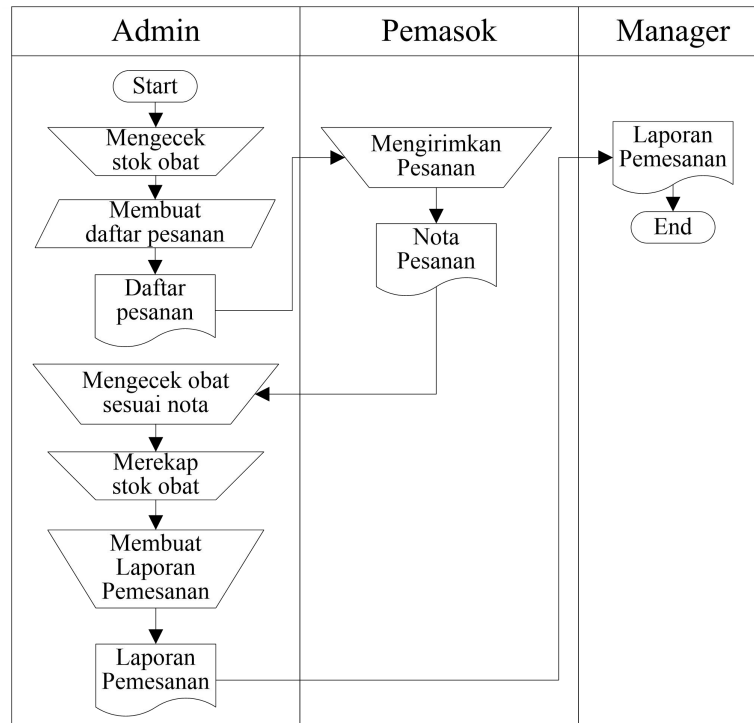 Admin
Pemasok
Manager
Start
Mengecek
stok obat
Membuat
daftar pesanan
Daftar
pesanan
Mengirimkan
Pesanan
Nota
Pesanan
Mengecek obat
sesuai nota
Merekap
stok obat
Membuat
Laporan
Pemesanan
Laporan
Pemesanan
Laporan
Pemesanan
End